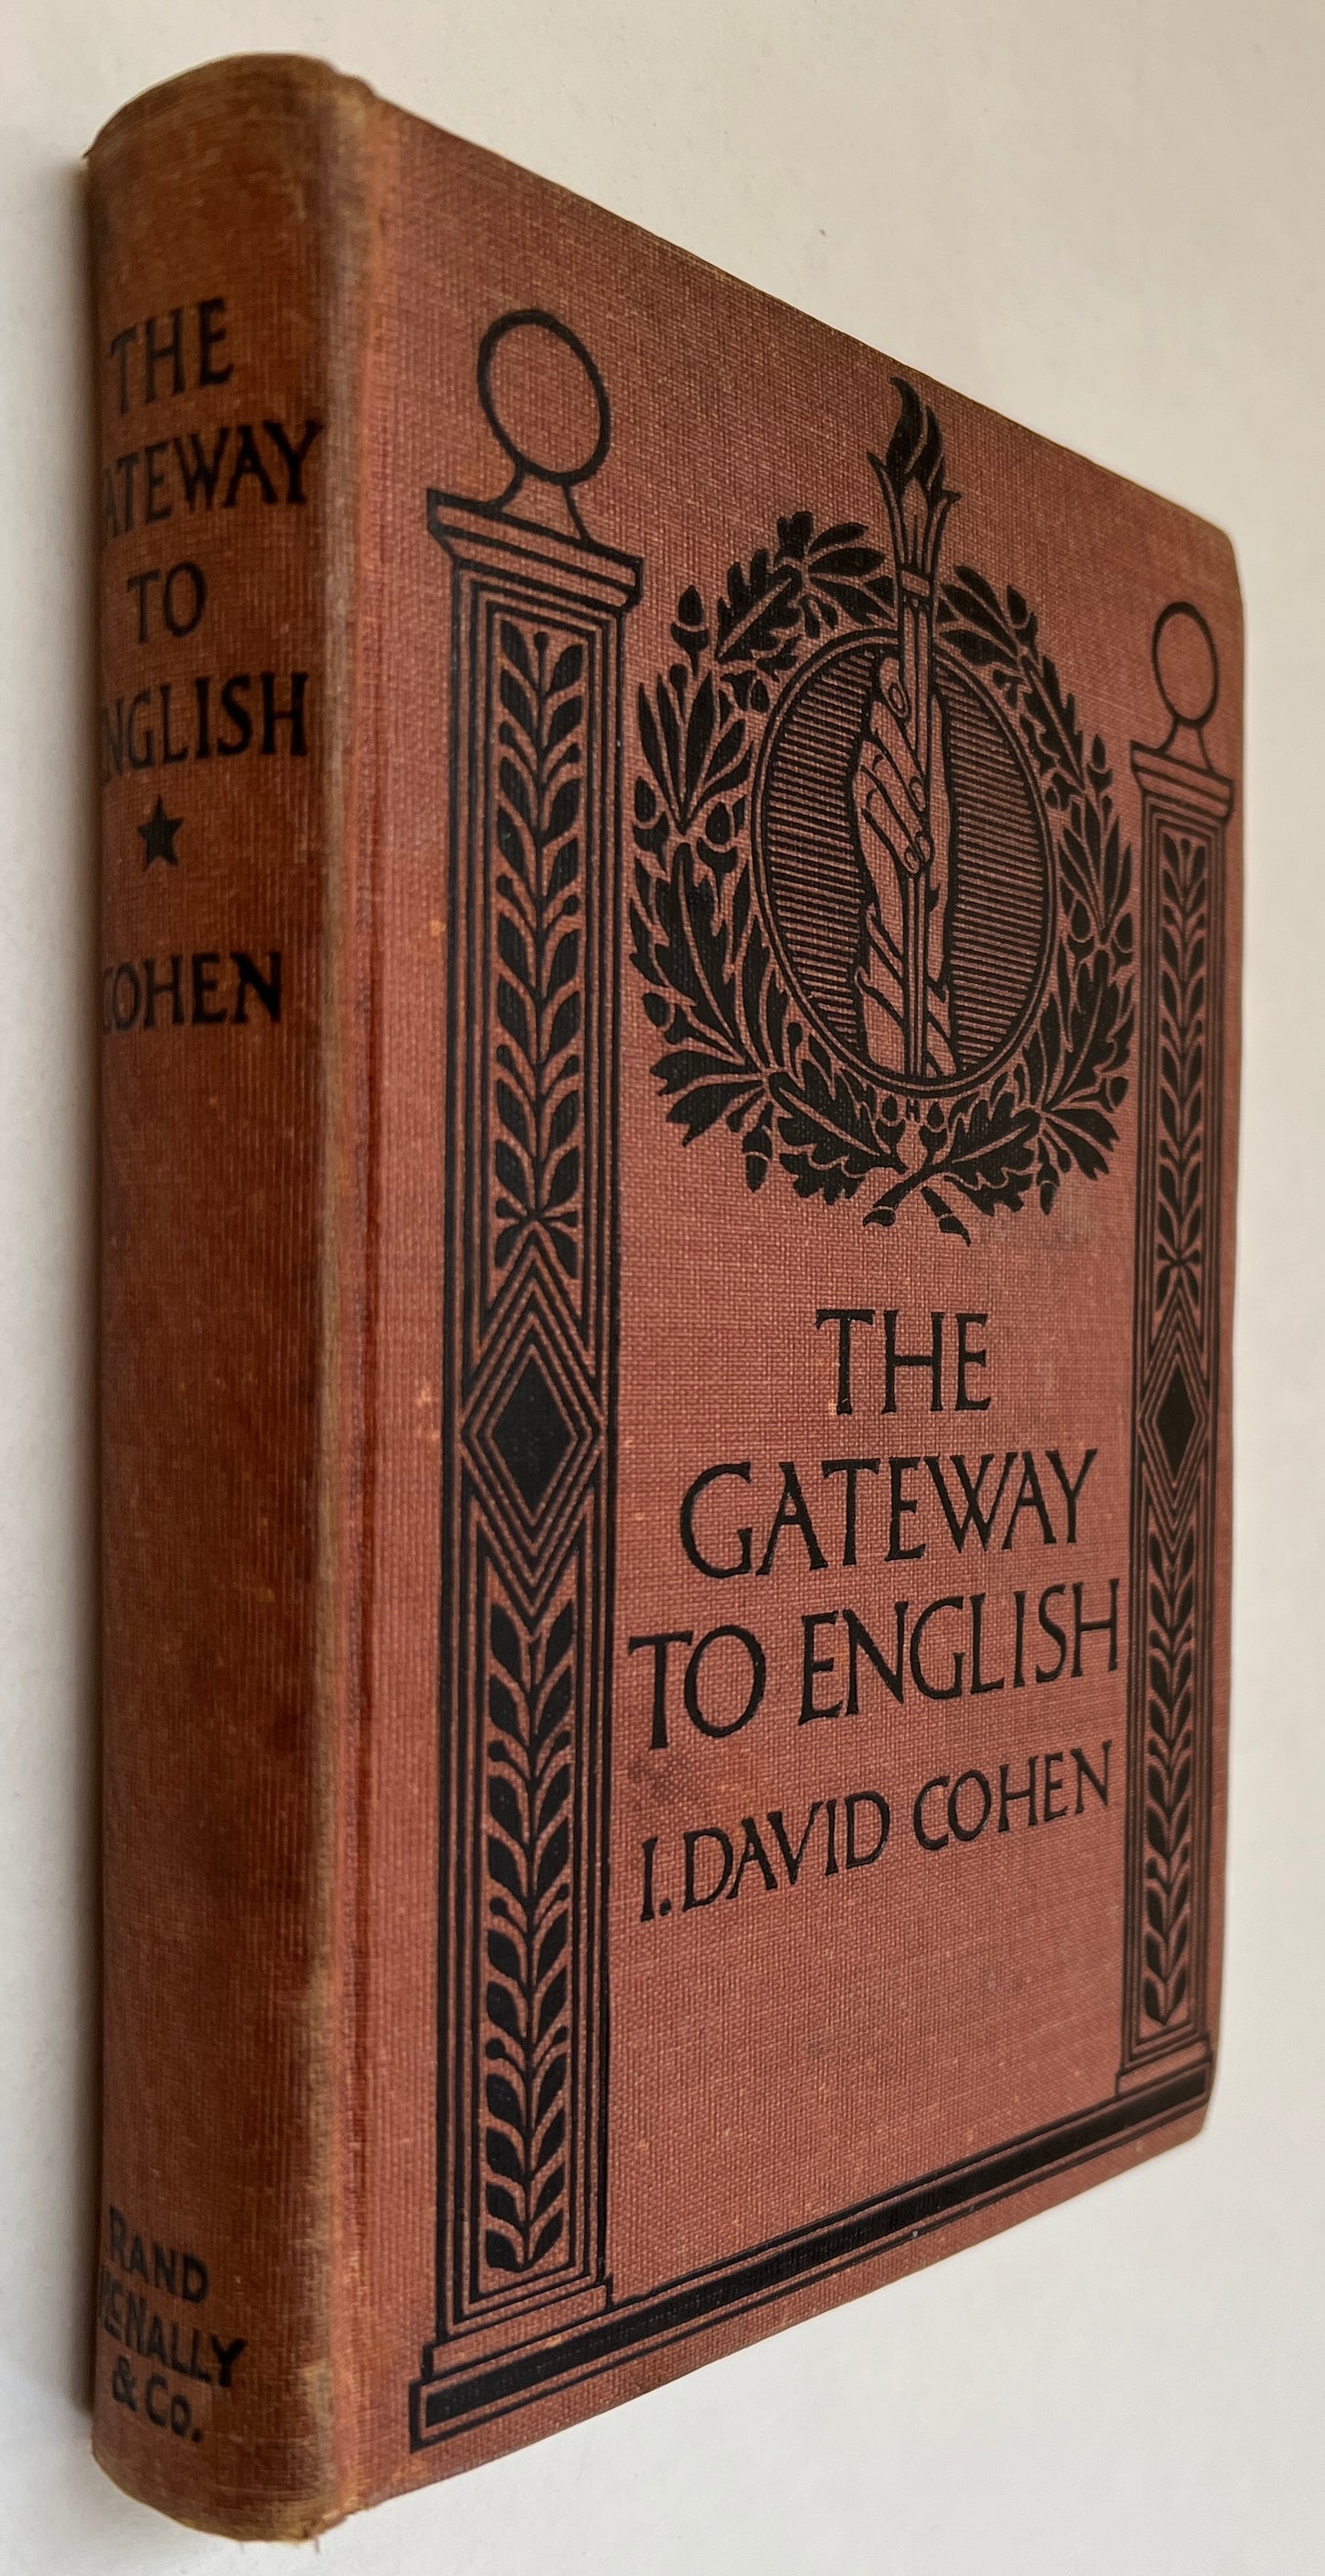 THE
GATEWAY
TO
ENGLISH
★
COHEN
RAND
McNALLY
& Co.
THE
GATEWAY
TO ENGLISH
I. DAVID COHEN
H